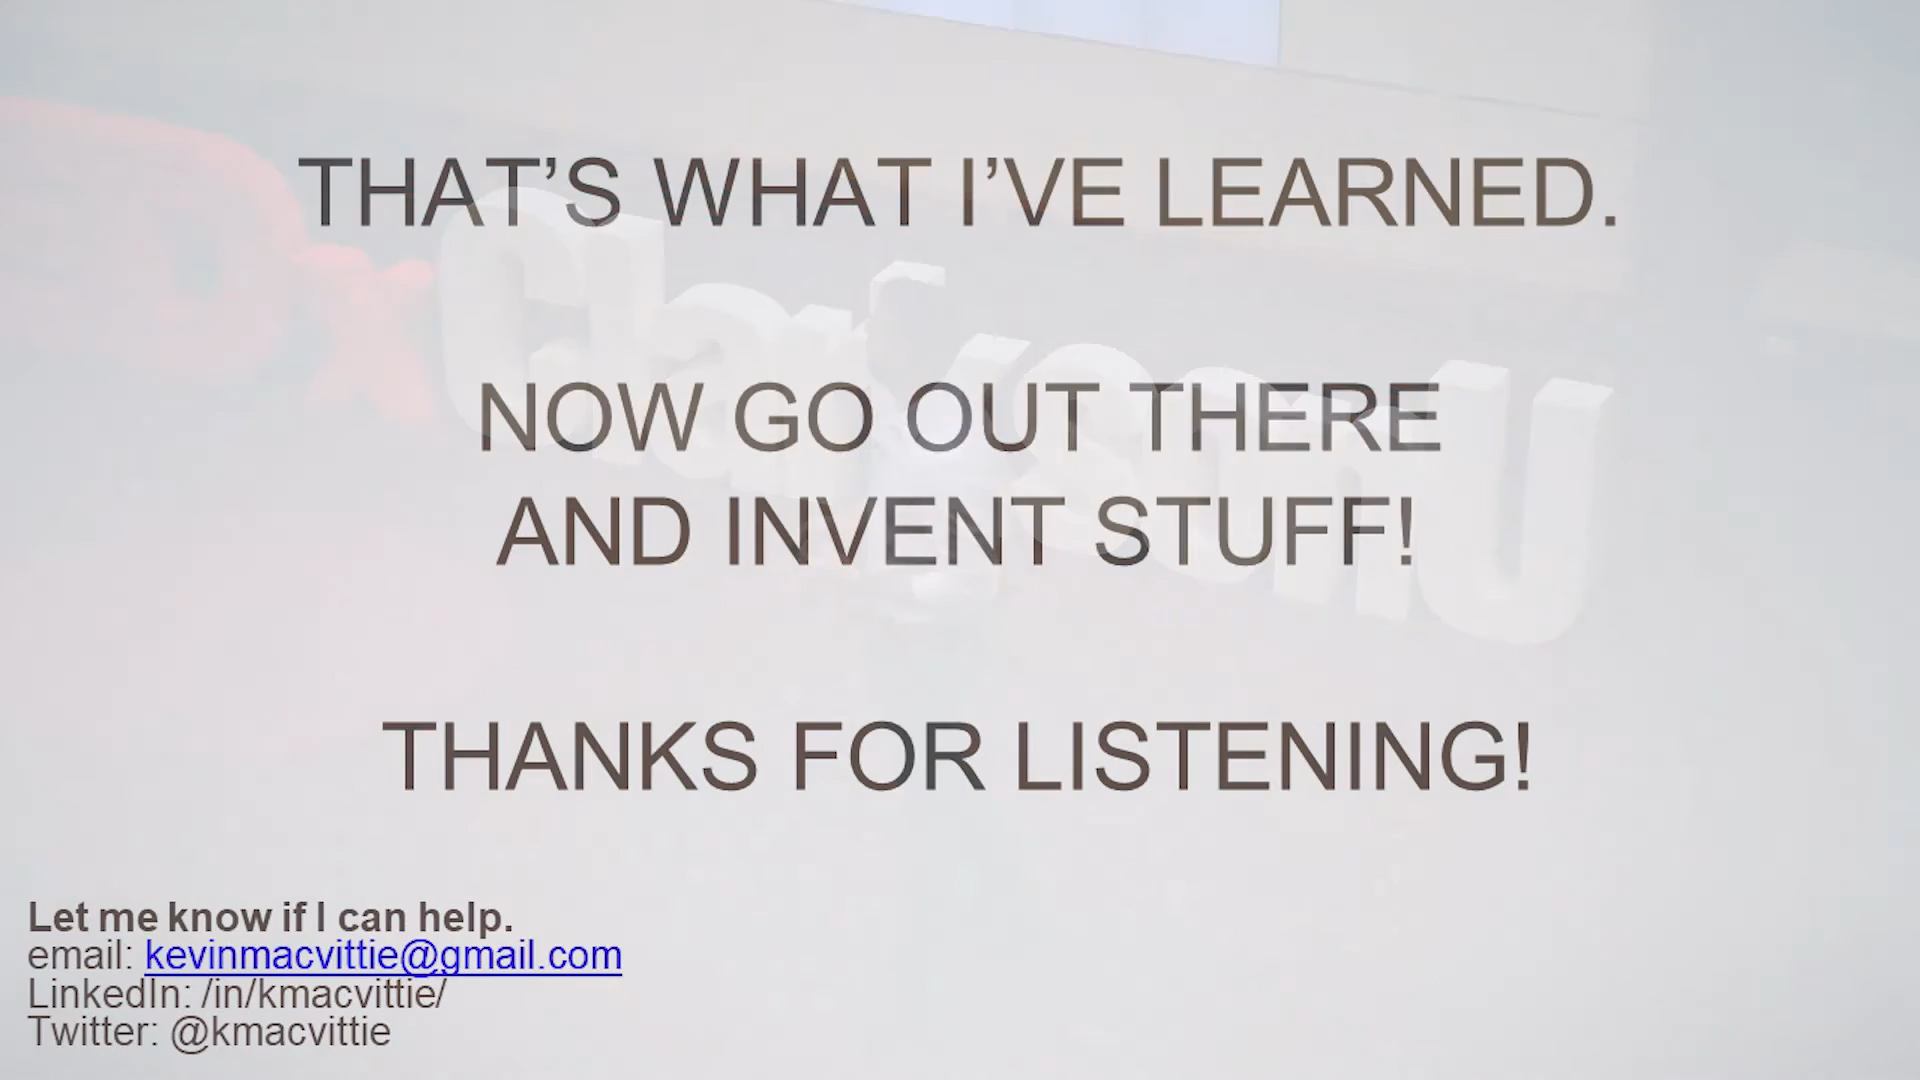 THAT’S WHAT I’VE LEARNED.
NOW GO OUT THERE
AND INVENT STUFF!
THANKS FOR LISTENING!
Let me know if I can help.
email: kevinmacvittie@gmail.com
LinkedIn: /in/kmacvittie/
Twitter: @kmacvittie
x ClarksonU